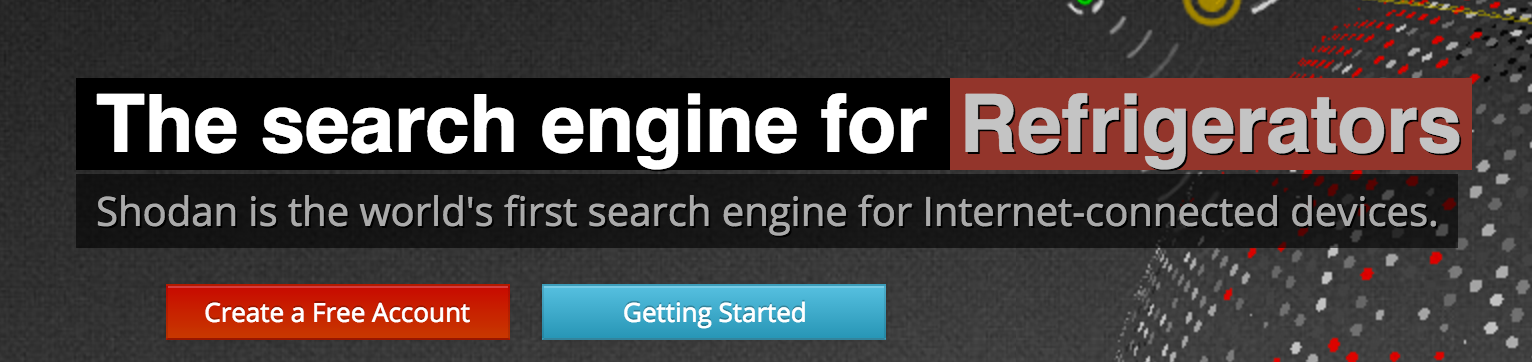 The search engine for Refrigerators
Shodan is the world's first search engine for Internet-connected devices.
Create a Free Account
Getting Started